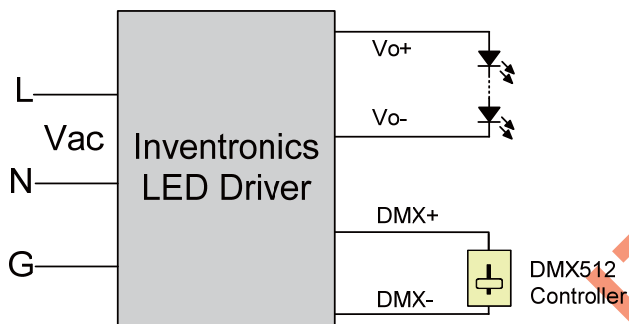 L
Vac
N
G
Inventronics
LED Driver
Vo+
Vo-
DMX+
DMX-
DMX512
Controller